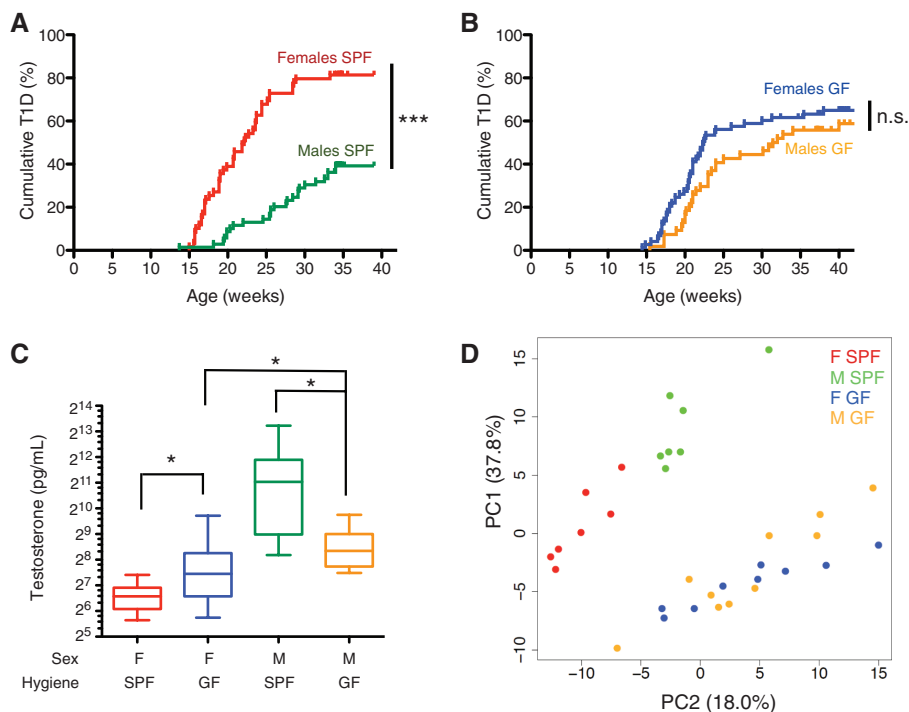 A
Cumulative T1D (%)
100
80
60
40
20
0
Females SPF
Males SPF
***
0 5 10 15 20 25 30 35 40
Age (weeks)
B
Cumulative T1D (%)
100
80
60
40
20
0
Females GF
Males GF
n.s.
0 5 10 15 20 25 30 35 40
Age (weeks)
C
Testosterone (pg/mL)
2^14
2^13
2^11
2^10
2^9
2^8
2^7
2^6
2^5
*
*
*
Sex F F M M
Hygiene SPF GF SPF GF
D
PC1 (37.8%)
15
10
5
0
−5
−10
F SPF
M SPF
F GF
M GF
−10 −5 0 5 10 15
PC2 (18.0%)